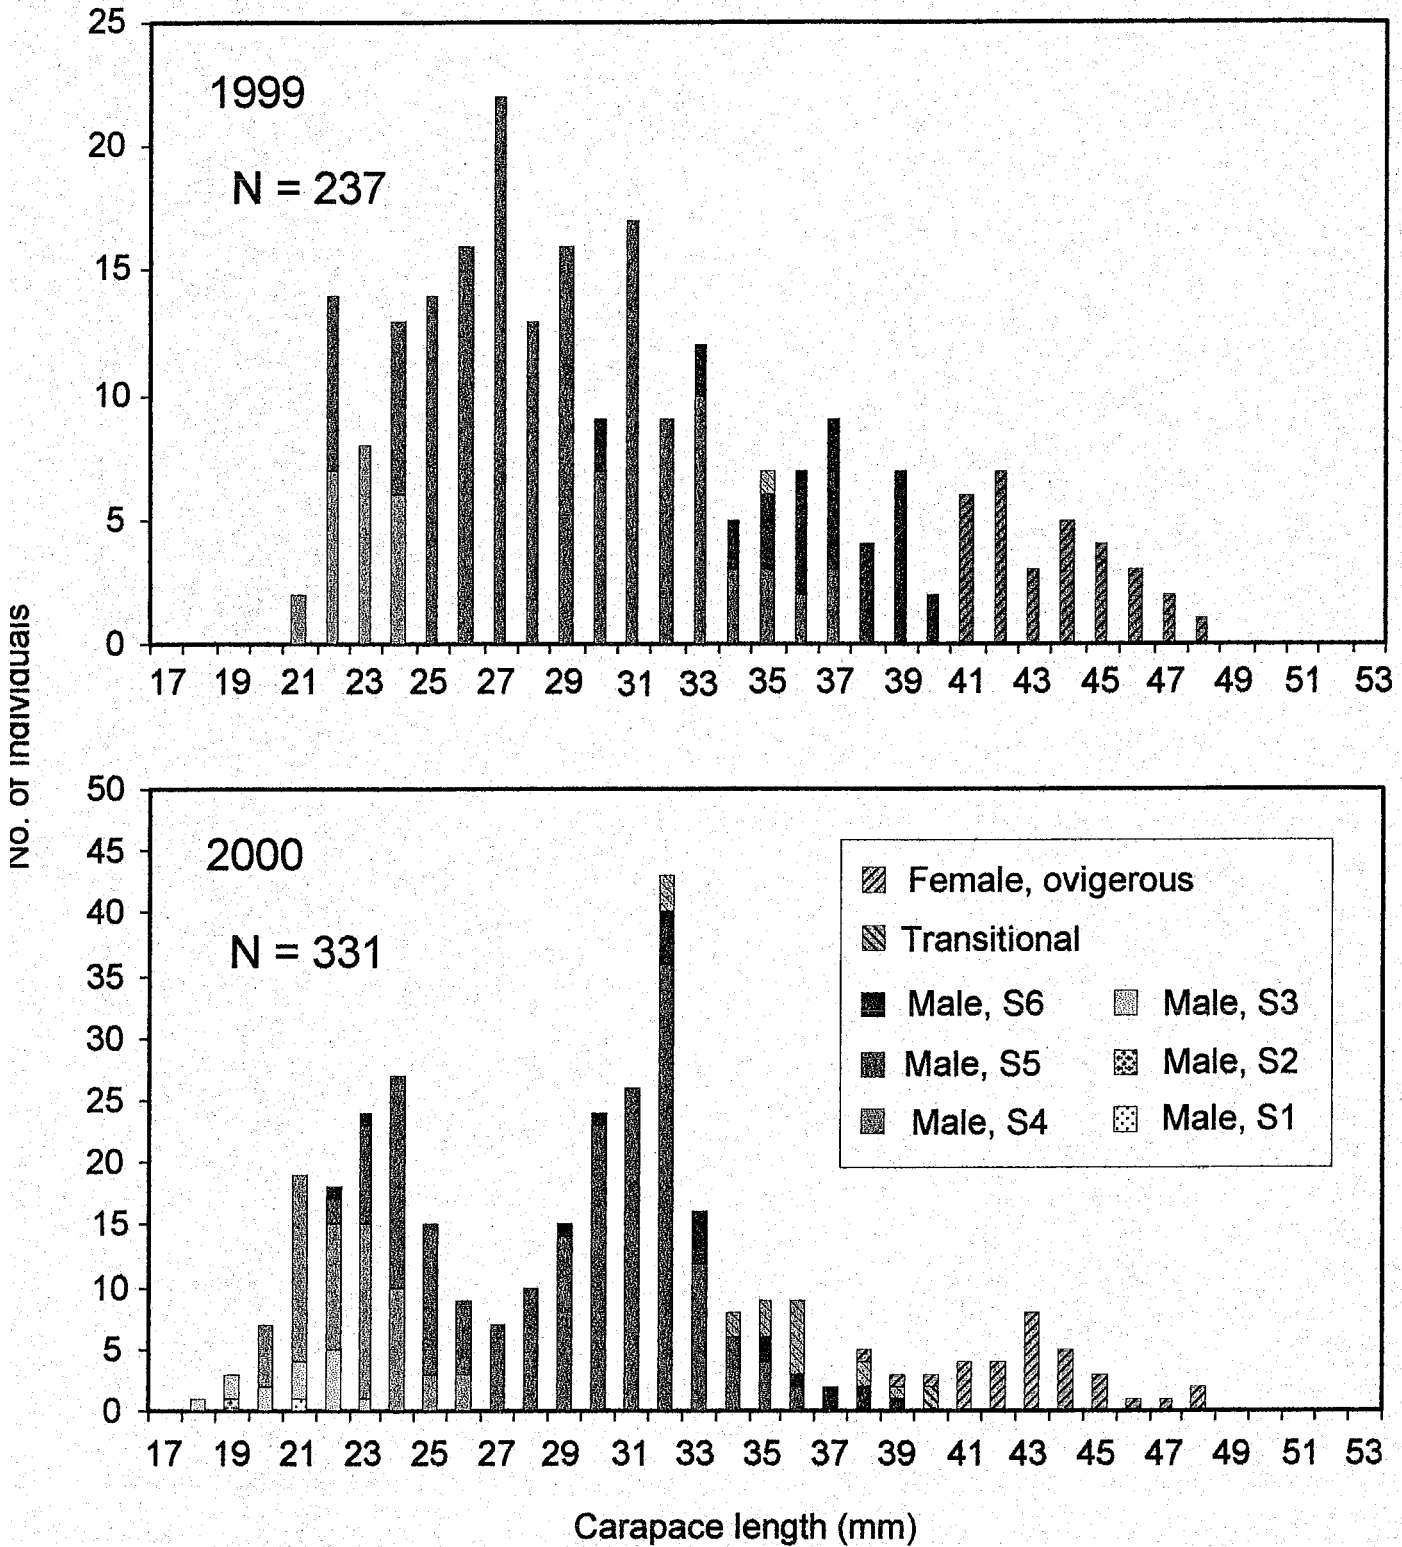 25
1999
20
N = 237
15
10
5
0
17 19 21 23 25 27 29 31 33 35 37 39 41 43 45 47 49 51 53
No. of individuals
50
45
2000
40
N = 331
35
30
25
20
15
10
5
0
Female, ovigerous
Transitional
Male, S6 Male, S3
Male, S5 Male, S2
Male, S4 Male, S1
17 19 21 23 25 27 29 31 33 35 37 39 41 43 45 47 49 51 53
Carapace length (mm)